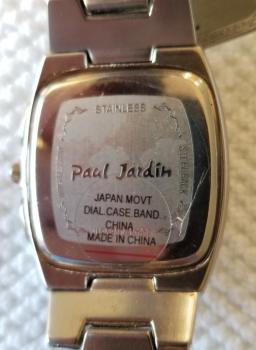 STAINLESS
STEEL BACK
Paul Jardin
JAPAN MOVT
DIAL.CASE.BAND.
CHINA
MADE IN CHINA